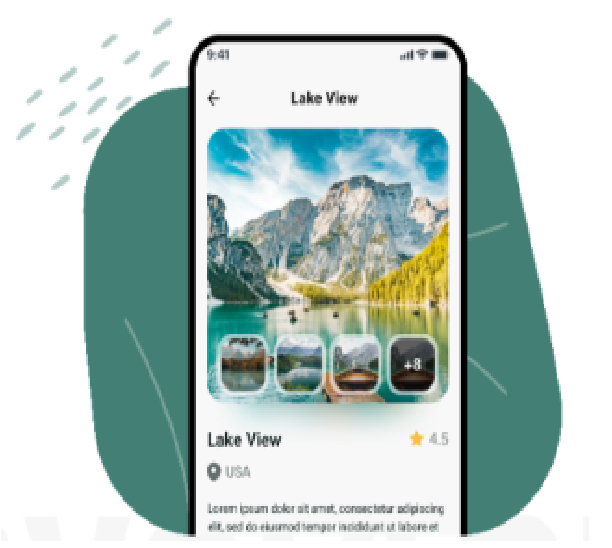 9:41
Lake View
+8
Lake View
4.5
USA
Lorem ipsum dolor sit amet, consectetur adipiscing
elit, sed do eiusmod tempor incididunt ut labore et